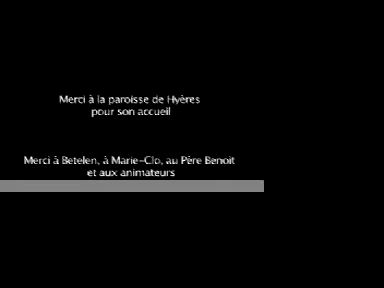 Merci à la paroisse de Hyères
pour son accueil
Merci à Betelen, à Marie-Clo, au Père Benoit
et aux animateurs